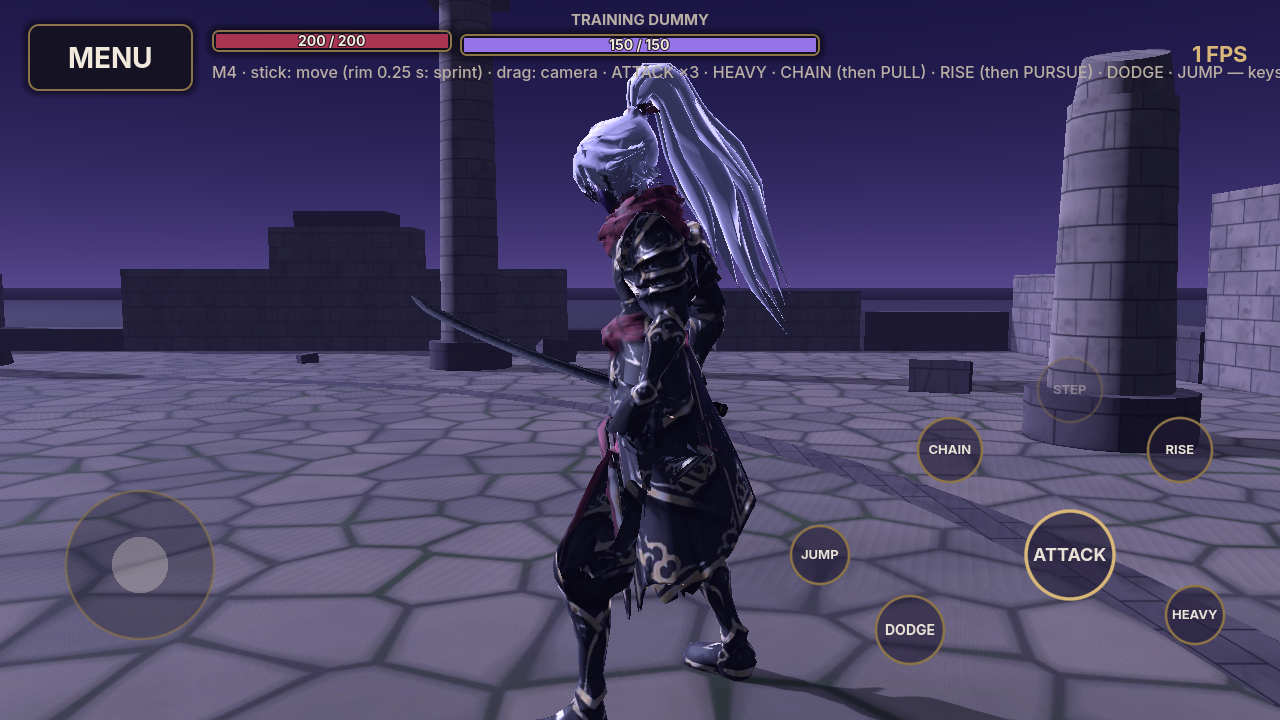 TRAINING DUMMY
MENU
200 / 200
150 / 150
1 FPS
M4 · stick: move (rim 0.25 s: sprint) · drag: camera · ATTACK ×3 · HEAVY · CHAIN (then PULL) · RISE (then PURSUE) · DODGE · JUMP — keys
STEP
CHAIN
RISE
JUMP
ATTACK
HEAVY
DODGE